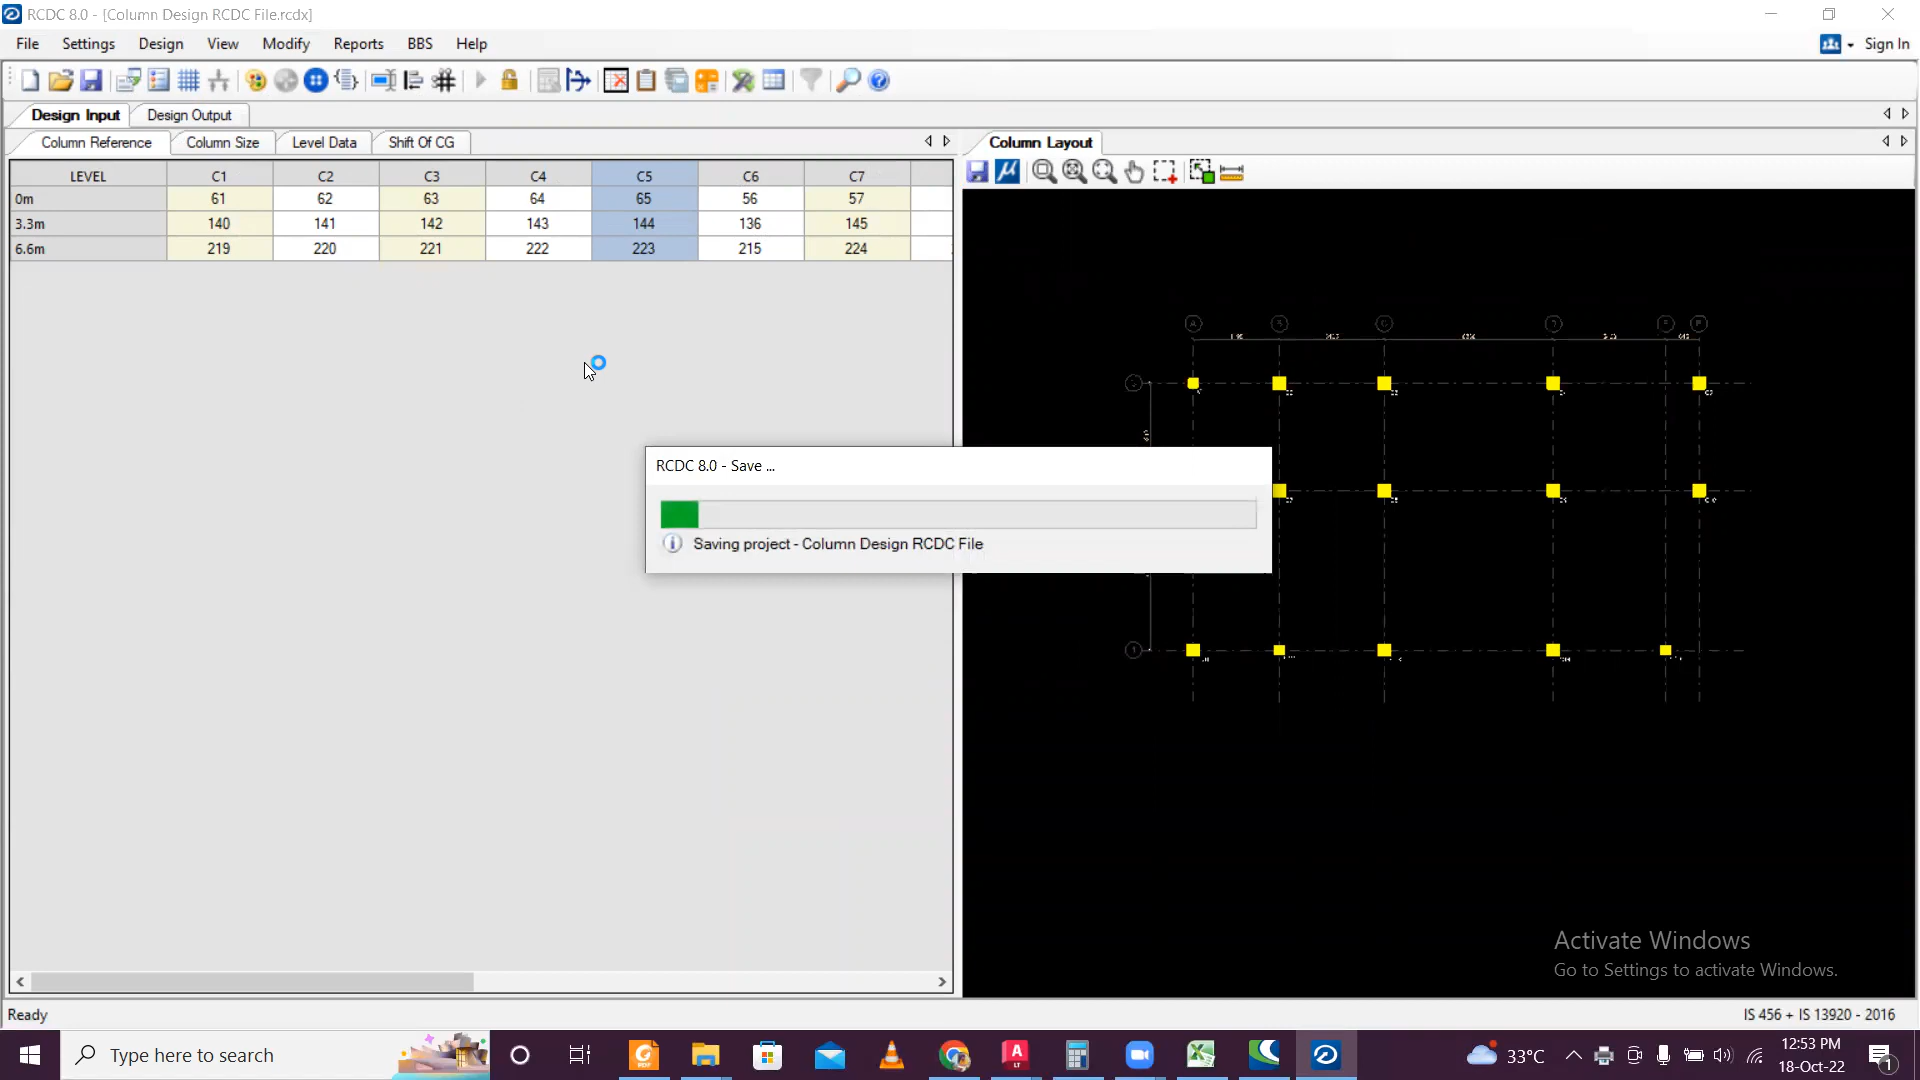 RCDC 8.0 - [Column Design RCDC File.rcdx]
File Settings Design View Modify Reports BBS Help Sign In
Design Input Design Output
Column Reference Column Size Level Data Shift Of CG Column Layout
LEVEL C1 C2 C3 C4 C5 C6 C7
0m 61 62 63 64 65 56 57
3.3m 140 141 142 143 144 136 145
6.6m 219 220 221 222 223 215 224
RCDC 8.0 - Save ...
Saving project - Column Design RCDC File
Activate Windows
Go to Settings to activate Windows.
Ready IS 456 + IS 13920 - 2016
Type here to search 33°C 12:53 PM
18-Oct-22